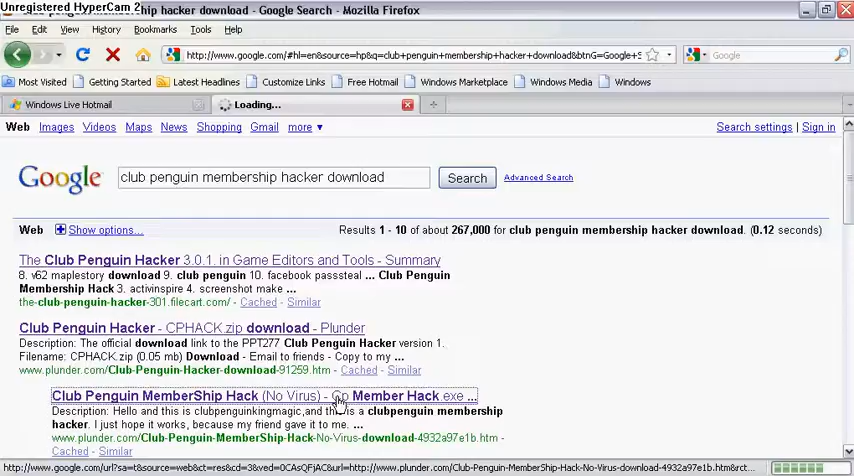 Unregistered HyperCam 2
hip hacker download - Google Search - Mozilla Firefox
File Edit View History Bookmarks Tools Help
http://www.google.com/#hl=en&source=hp&q=club+penguin+membership+hacker+download&btnG=Google+S
Google
Most Visited Getting Started Latest Headlines Customize Links Free Hotmail Windows Marketplace Windows Media Windows
Windows Live Hotmail Loading...
Web Images Videos Maps News Shopping Gmail more ▼ Search settings | Sign in
Google club penguin membership hacker download Search Advanced Search
Web Show options... Results 1 - 10 of about 267,000 for club penguin membership hacker download. (0.12 seconds)
The Club Penguin Hacker 3.0.1. in Game Editors and Tools - Summary
8. v62 maplestory download 9. club penguin 10. facebook passsteal ... Club Penguin
Membership Hack 3. activinspire 4. screenshot make ...
the-club-penguin-hacker-301.filecart.com/ - Cached - Similar
Club Penguin Hacker - CPHACK.zip download - Plunder
Description: The official download link to the PPT277 Club Penguin Hacker version 1.
Filename: CPHACK.zip (0.05 mb) Download - Email to friends - Copy to my ...
www.plunder.com/Club-Penguin-Hacker-download-91259.htm - Cached - Similar
Club Penguin MemberShip Hack (No Virus) - Cp Member Hack.exe ...
Description: Hello and this is clubpenguinkingmagic,and this is a clubpenguin membership
hacker. I just hope it works, because my friend gave it to me. ...
www.plunder.com/Club-Penguin-MemberShip-Hack-No-Virus-download-4932a97e1b.htm -
Cached - Similar
http://www.google.com/url?sa=t&source=web&ct=res&cd=3&ved=0CAsQFjAC&url=http://www.plunder.com/Club-Penguin-MemberShip-Hack-No-Virus-download-4932a97e1b.htm&ct...